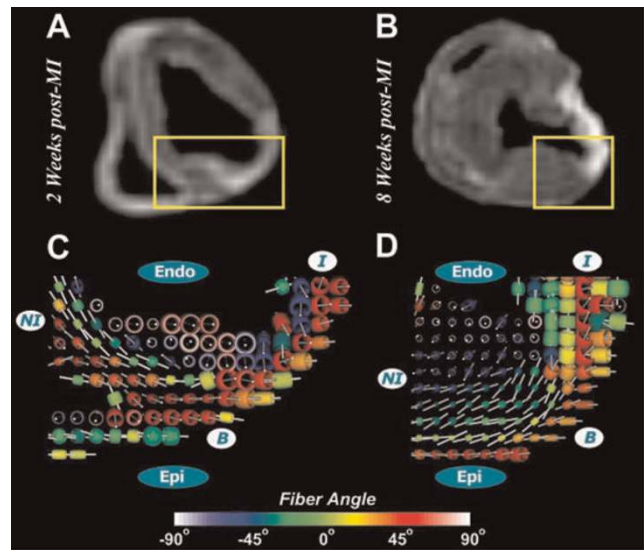 A
B
2 Weeks post-MI
8 Weeks post-MI
C
D
Endo
I
Endo
I
NI
NI
B
B
Epi
Epi
Fiber Angle
-90° -45° 0° 45° 90°